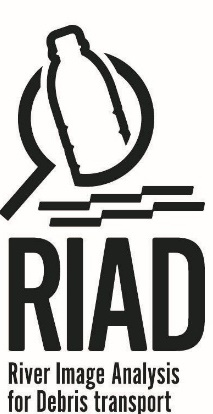 RIAD
River Image Analysis
for Debris transport